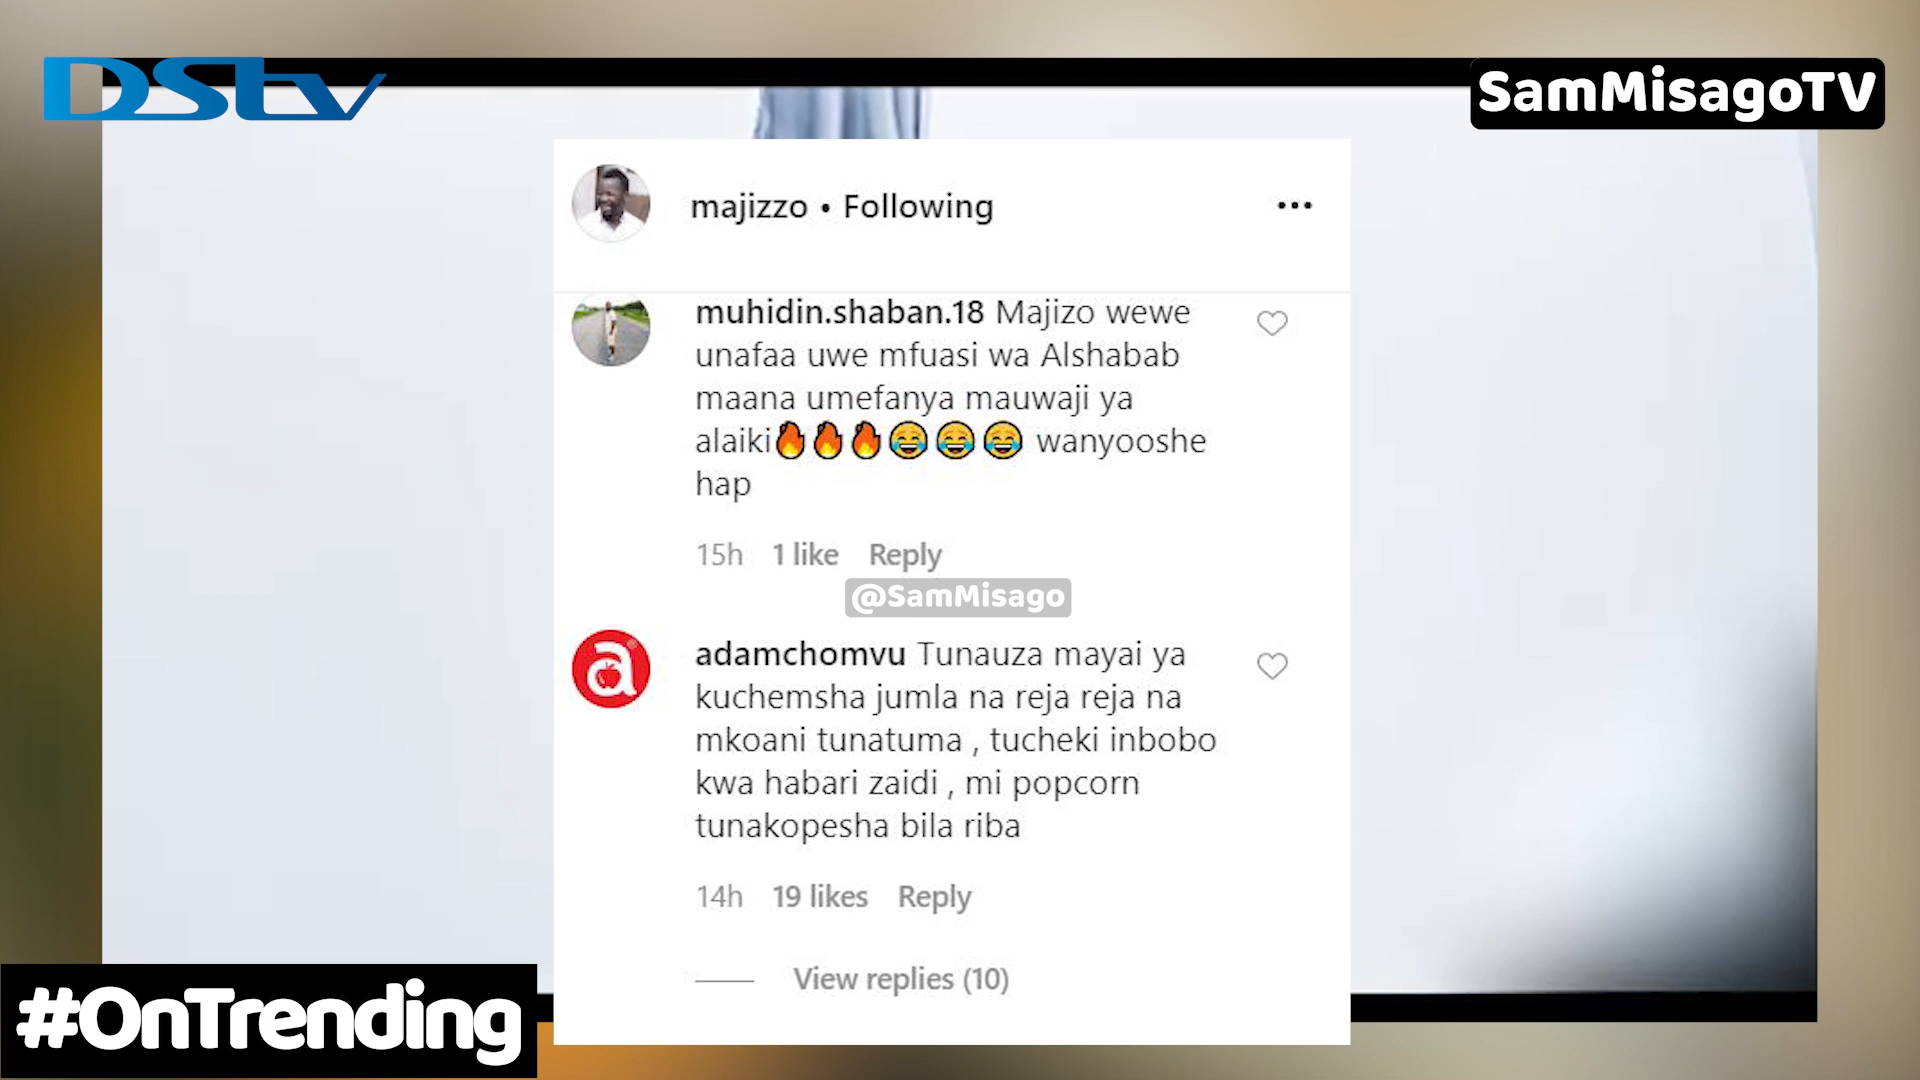 DStv
SamMisagoTV
majizzo • Following
muhidin.shaban.18 Majizo wewe
unafaa uwe mfuasi wa Alshabab
maana umefanya mauwaji ya
alaiki🔥🔥🔥😂😂😂 wanyooshe
hap
15h 1 like Reply
@SamMisago
adamchomvu Tunauza mayai ya
kuchemsha jumla na reja reja na
mkoani tunatuma , tucheki inbobo
kwa habari zaidi , mi popcorn
tunakopesha bila riba
14h 19 likes Reply
View replies (10)
#OnTrending